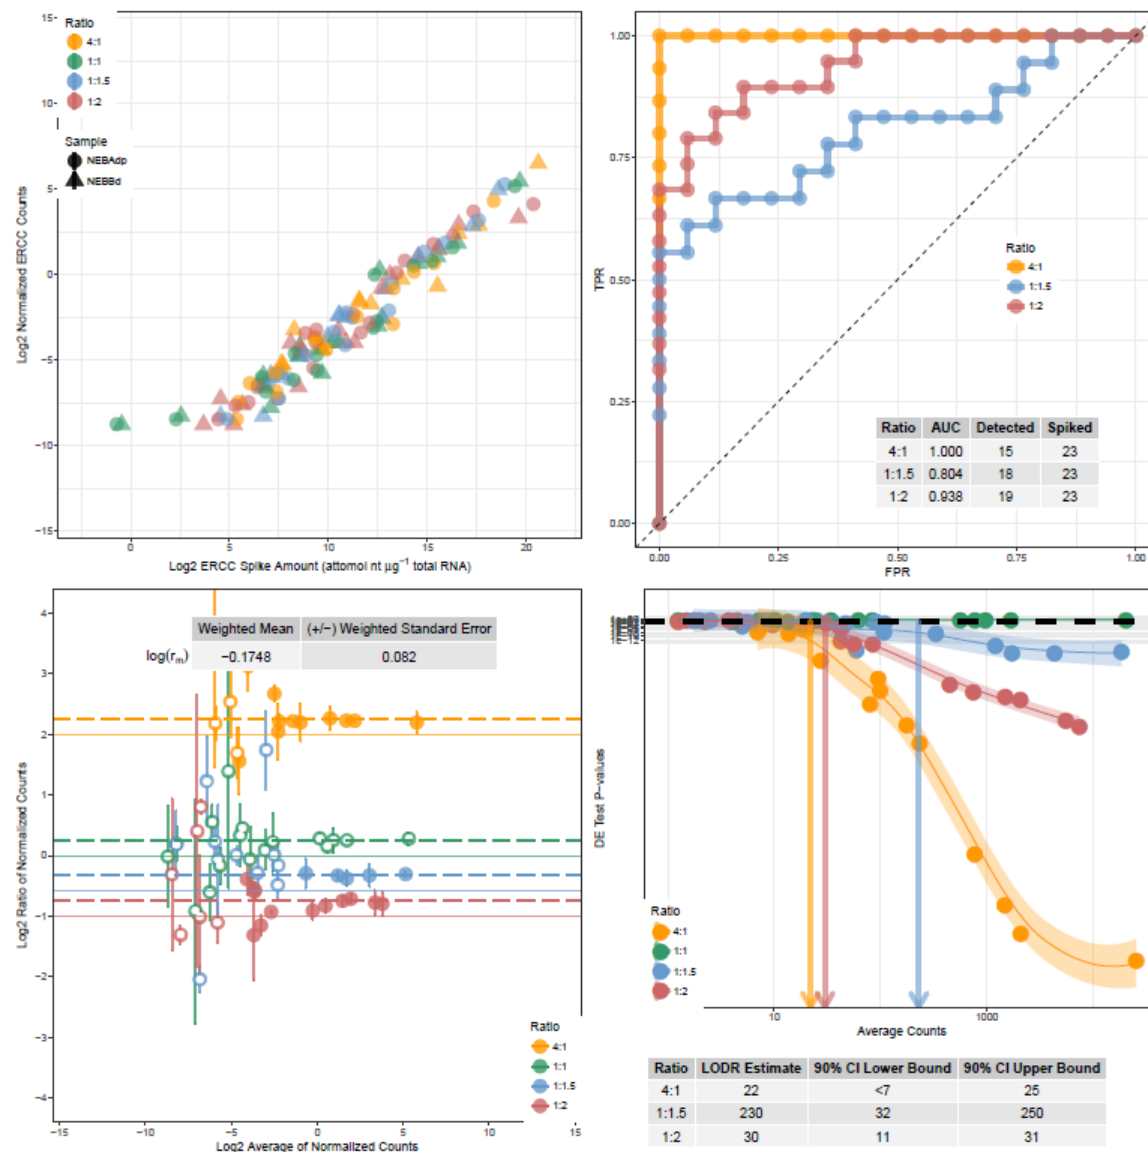 Ratio
4:1
1:1
1:1.5
1:2
Sample
NEBAdp
NEBBd
15
10
5
0
−5
−10
−15
Log2 Normalized ERCC Counts
0 5 10 15 20
Log2 ERCC Spike Amount (attomol nt μg⁻¹ total RNA)
1.00
0.75
0.50
0.25
0.00
TPR
Ratio
4:1
1:1.5
1:2
Ratio AUC Detected Spiked
4:1 1.000 15 23
1:1.5 0.804 18 23
1:2 0.938 19 23
0.00 0.25 0.50 0.75 1.00
FPR
Weighted Mean (+/−) Weighted Standard Error
log(rₘ) −0.1748 0.082
4
3
2
1
0
−1
−2
−3
−4
Log2 Ratio of Normalized Counts
Ratio
4:1
1:1
1:1.5
1:2
−15 −10 −5 0 5 10 15
Log2 Average of Normalized Counts
1E−12
DE Test P-values
Ratio
4:1
1:1
1:1.5
1:2
10 1000
Average Counts
Ratio LODR Estimate 90% CI Lower Bound 90% CI Upper Bound
4:1 22 <7 25
1:1.5 230 32 250
1:2 30 11 31